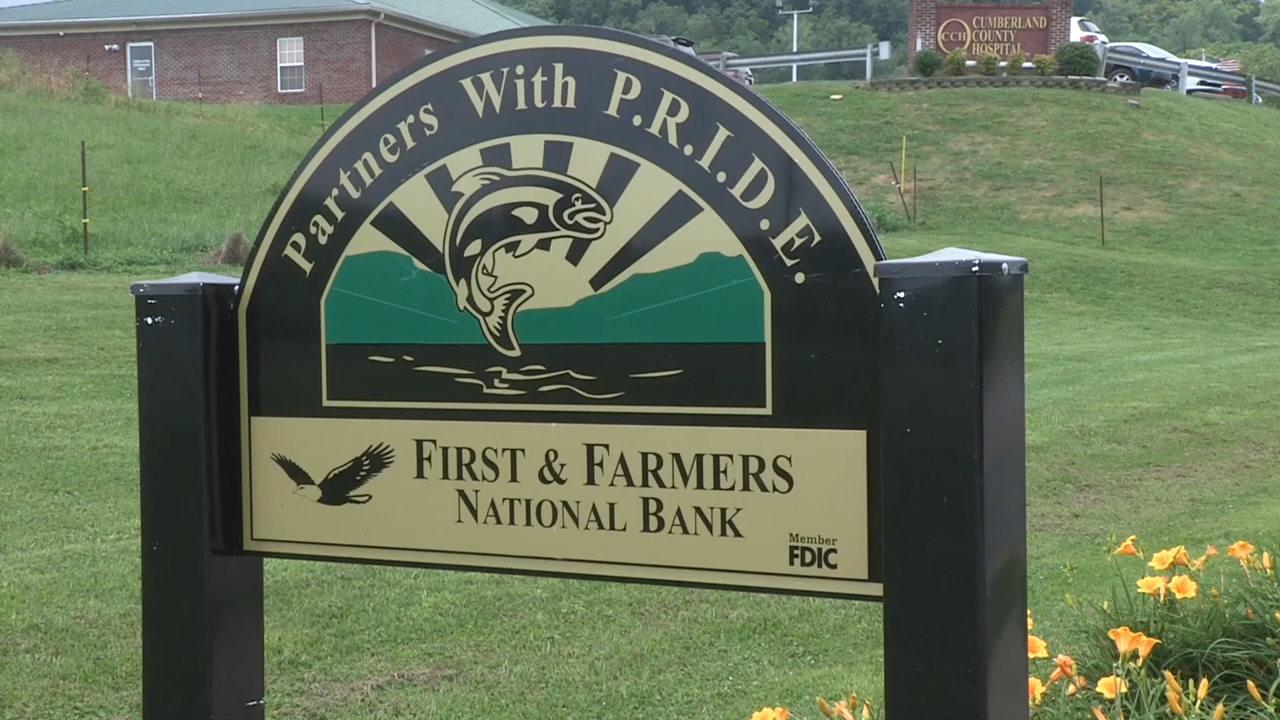 CCH
CUMBERLAND
COUNTY
HOSPITAL
Partners With P.R.I.D.E.
FIRST & FARMERS
NATIONAL BANK
Member
FDIC